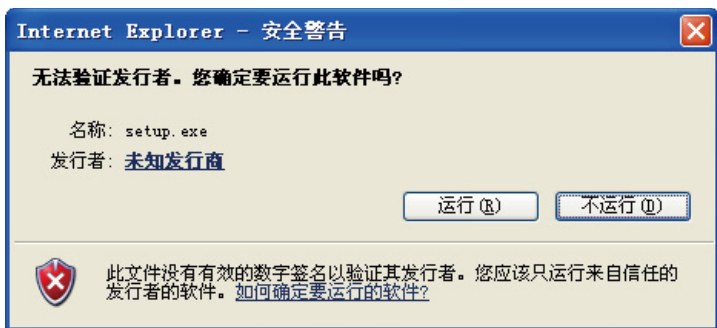 Internet Explorer - 安全警告
无法验证发行者。您确定要运行此软件吗?
名称: setup.exe
发行者: 未知发行商
运行(R) 不运行(D)
此文件没有有效的数字签名以验证其发行者。您应该只运行来自信任的
发行者的软件。如何确定要运行的软件?